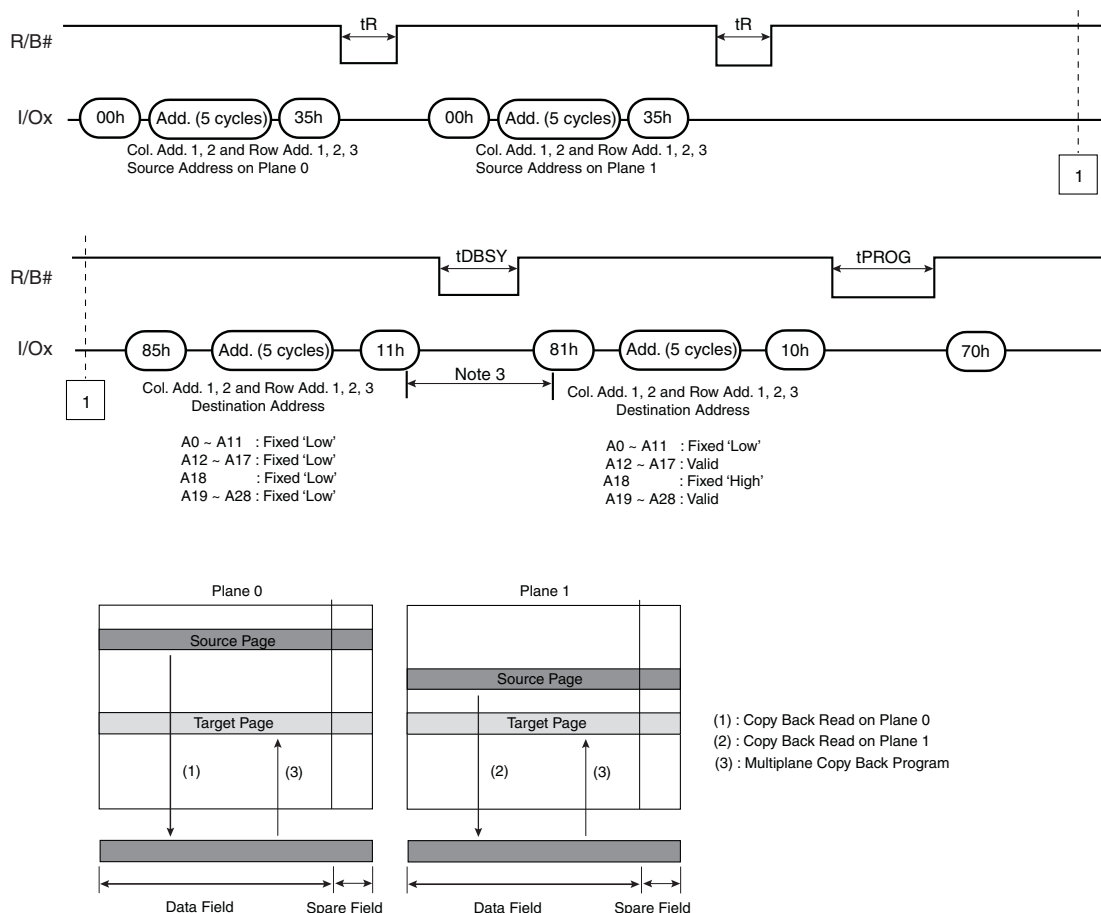 tR
tR
R/B#
I/Ox
00h
Add. (5 cycles)
35h
00h
Add. (5 cycles)
35h
Col. Add. 1, 2 and Row Add. 1, 2, 3
Source Address on Plane 0
Col. Add. 1, 2 and Row Add. 1, 2, 3
Source Address on Plane 1
1
tDBSY
tPROG
R/B#
I/Ox
85h
Add. (5 cycles)
11h
81h
Add. (5 cycles)
10h
70h
Note 3
1
Col. Add. 1, 2 and Row Add. 1, 2, 3
Destination Address
Col. Add. 1, 2 and Row Add. 1, 2, 3
Destination Address
A0 ~ A11 : Fixed ‘Low’
A12 ~ A17 : Fixed ‘Low’
A18 : Fixed ‘Low’
A19 ~ A28 : Fixed ‘Low’
A0 ~ A11 : Fixed ‘Low’
A12 ~ A17 : Valid
A18 : Fixed ‘High’
A19 ~ A28 : Valid
Plane 0
Source Page
Target Page
(1)
(3)
Data Field
Spare Field
Plane 1
Source Page
Target Page
(2)
(3)
Data Field
Spare Field
(1) : Copy Back Read on Plane 0
(2) : Copy Back Read on Plane 1
(3) : Multiplane Copy Back Program